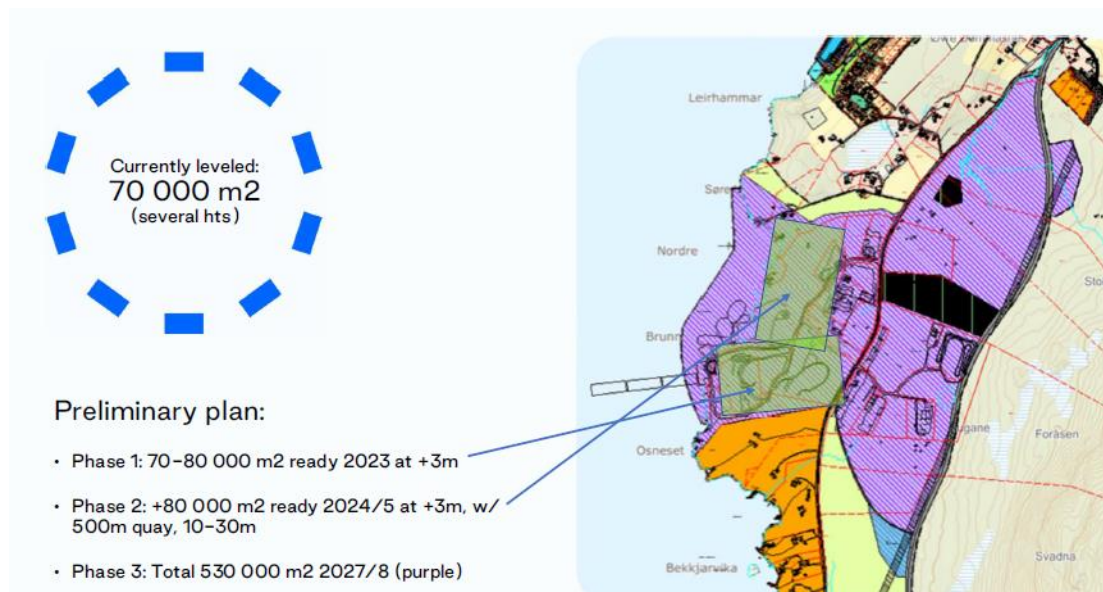 Currently leveled:
70 000 m2
(several hts)
Preliminary plan:
• Phase 1: 70–80 000 m2 ready 2023 at +3m
• Phase 2: +80 000 m2 ready 2024/5 at +3m, w/
500m quay, 10–30m
• Phase 3: Total 530 000 m2 2027/8 (purple)
Leirhammar
Nordre
Brunn
Osneset
Foråsen
Svadna
Bekkjarvika